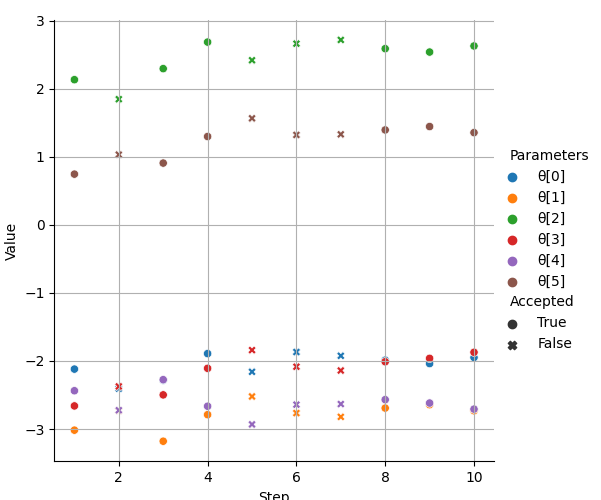 3
2
1
0
−1
−2
−3
Value
2
4
6
8
10
Step
Parameters
θ[0]
θ[1]
θ[2]
θ[3]
θ[4]
θ[5]
Accepted
True
False